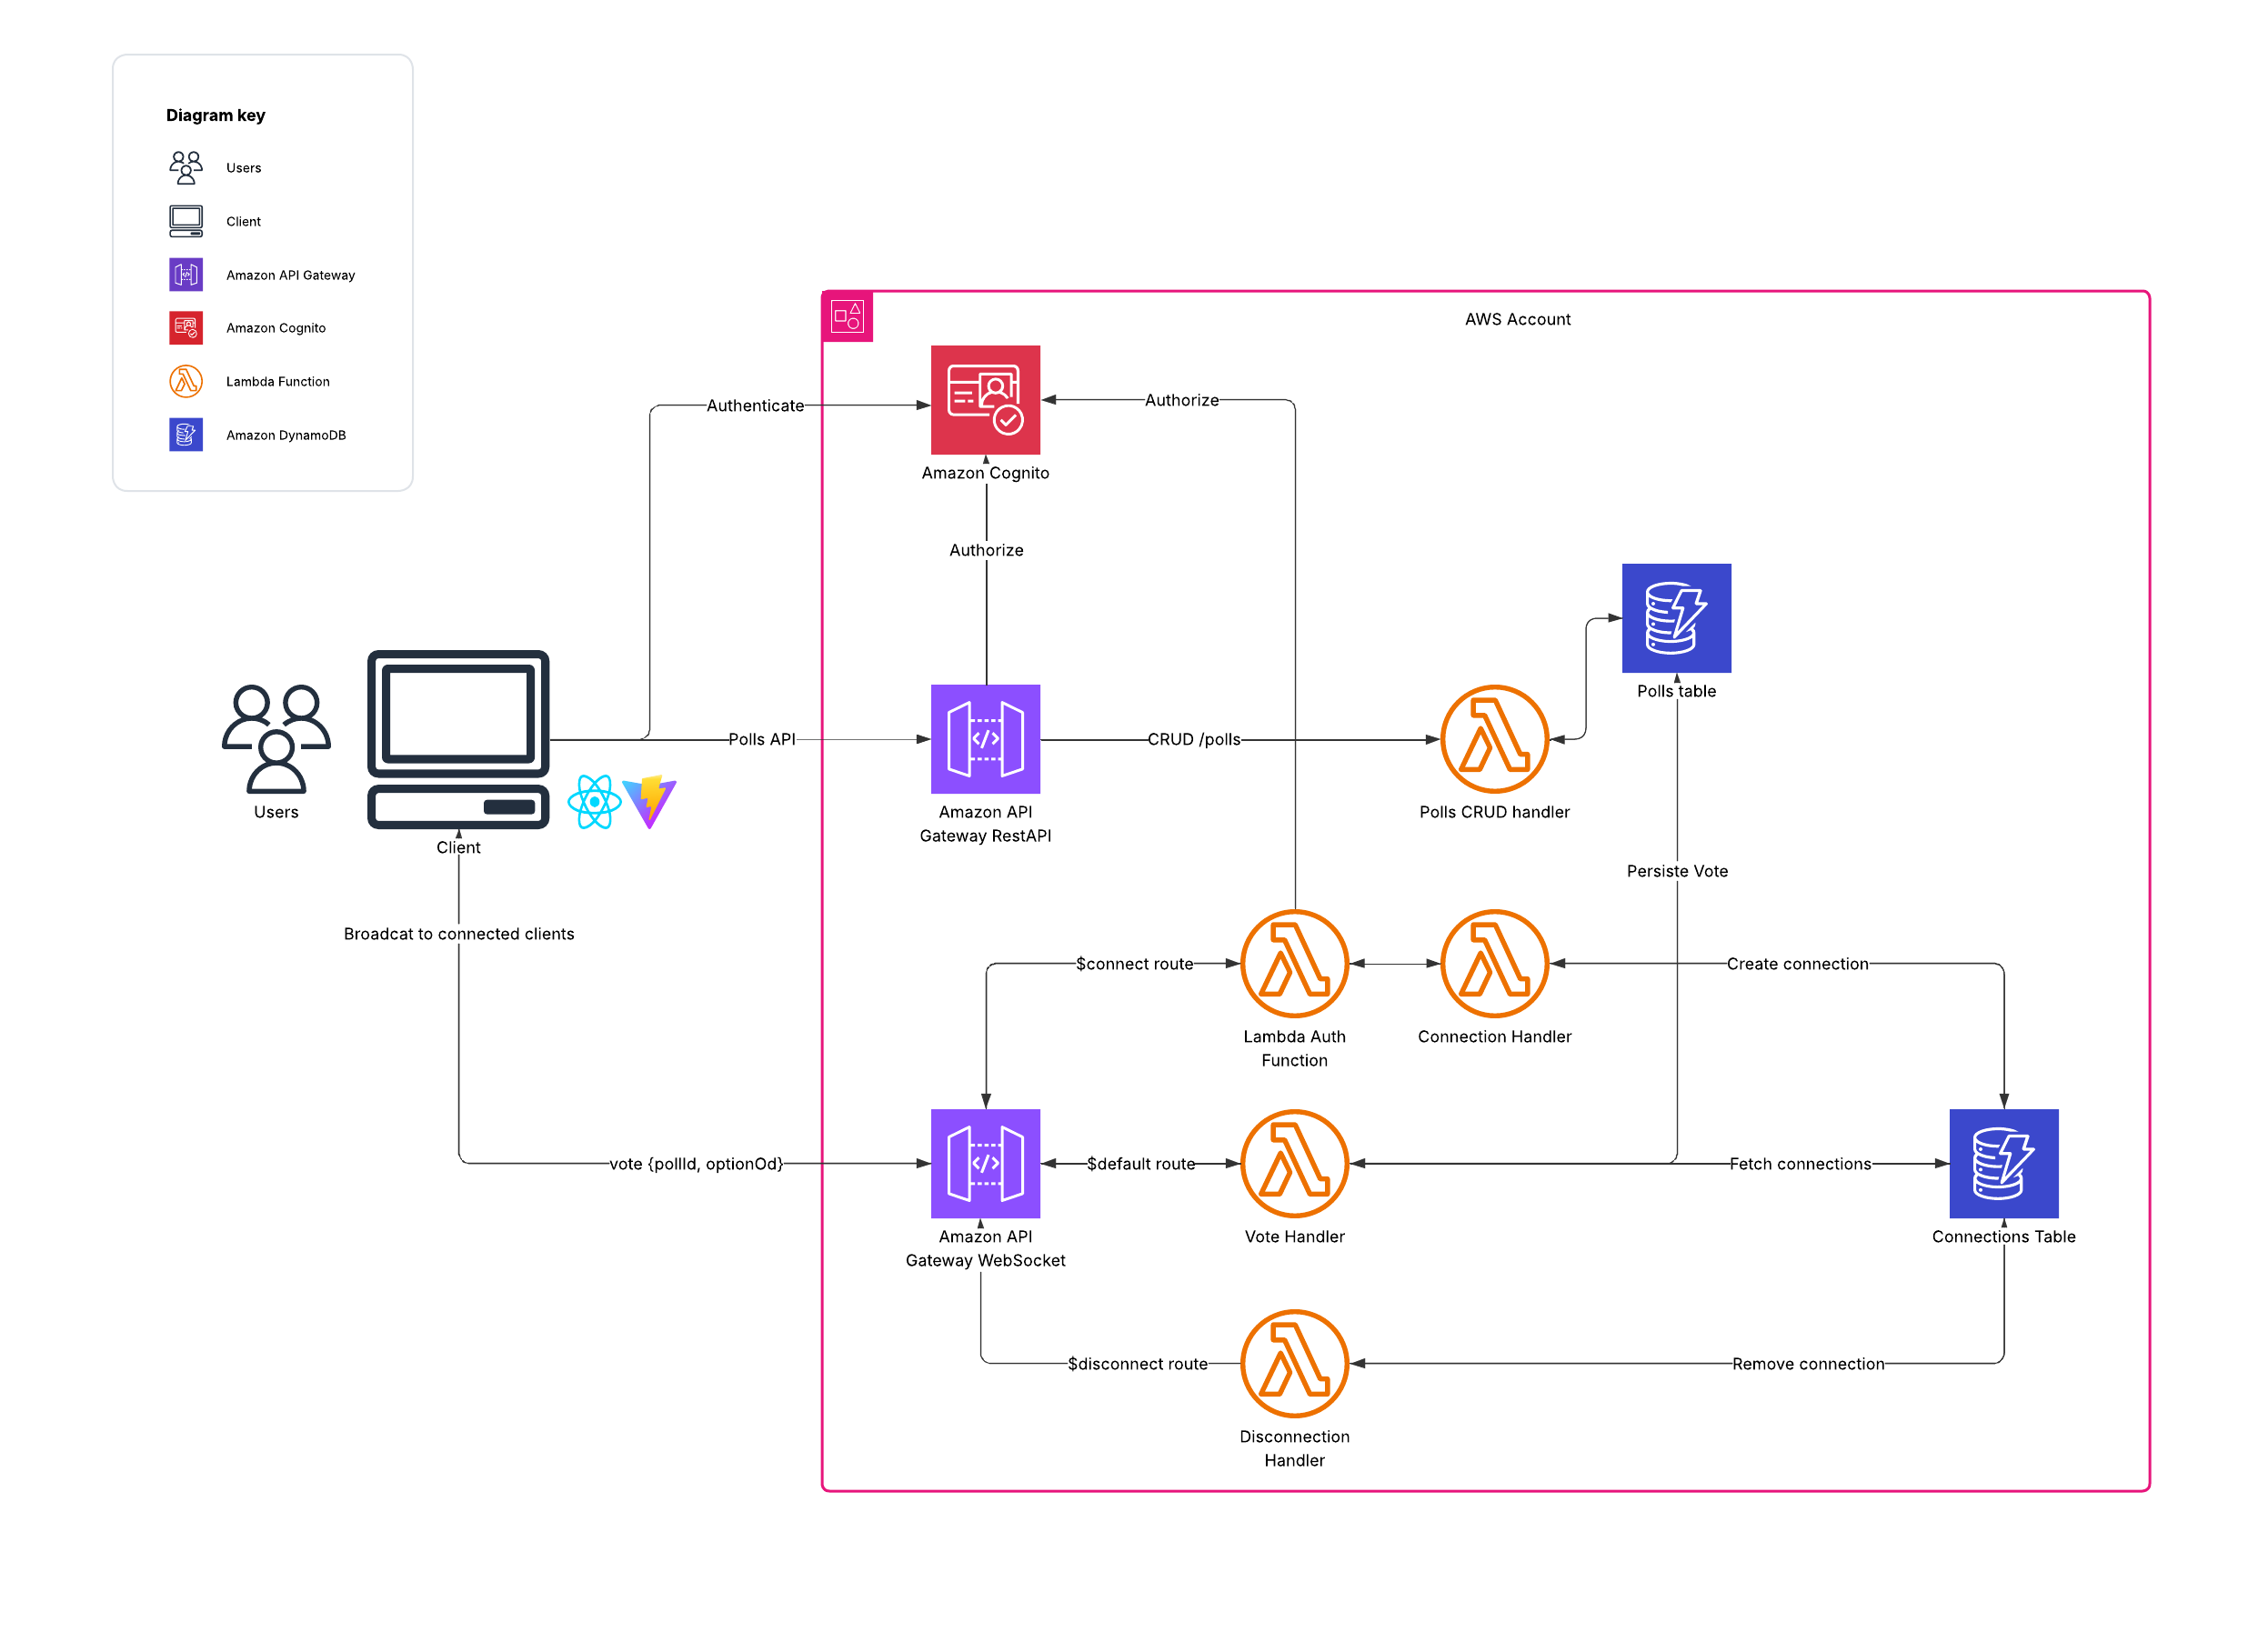 Diagram key
Users
Client
Amazon API Gateway
Amazon Cognito
Lambda Function
Amazon DynamoDB
AWS Account
Authenticate
Authorize
Amazon Cognito
Authorize
Polls table
Polls API
CRUD /polls
Users
Client
Amazon API
Gateway RestAPI
Polls CRUD handler
Persiste Vote
Broadcat to connected clients
$connect route
Create connection
Lambda Auth
Function
Connection Handler
vote {pollId, optionOd}
$default route
Fetch connections
Amazon API
Gateway WebSocket
Vote Handler
Connections Table
$disconnect route
Remove connection
Disconnection
Handler